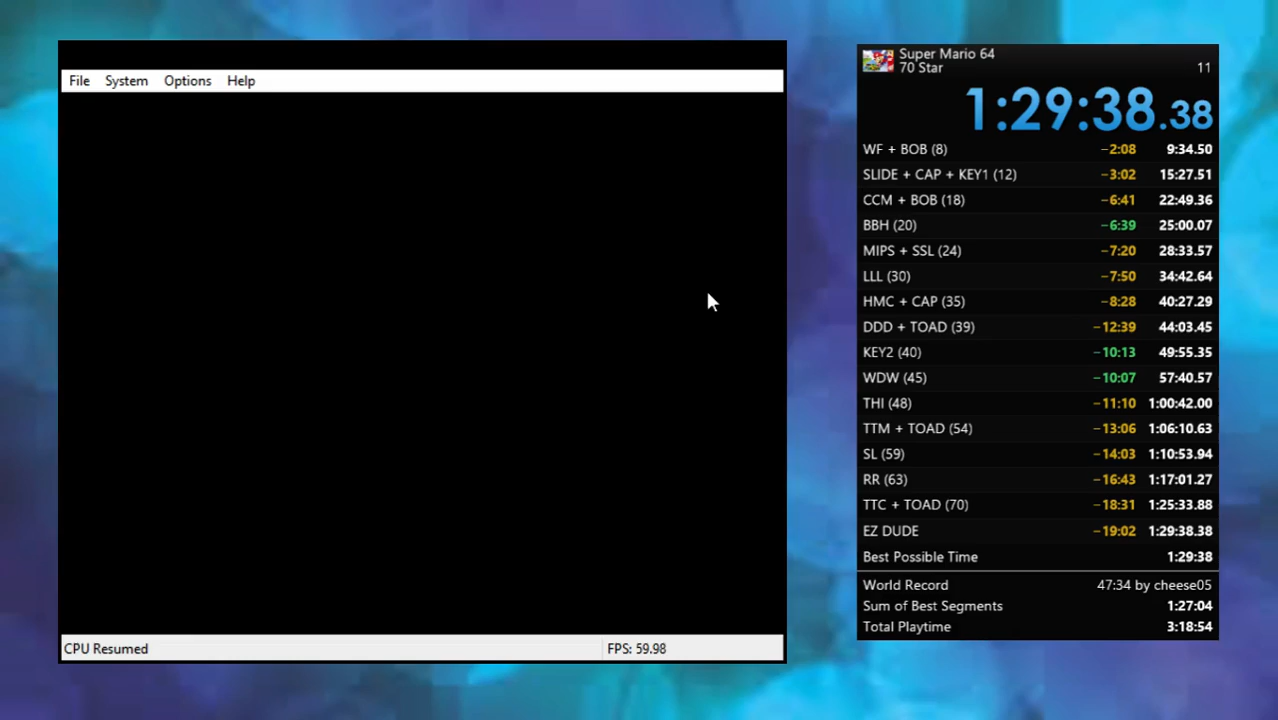 File System Options Help
CPU Resumed FPS: 59.98
Super Mario 64
70 Star 11
1:29:38.38
WF + BOB (8) −2:08 9:34.50
SLIDE + CAP + KEY1 (12) −3:02 15:27.51
CCM + BOB (18) −6:41 22:49.36
BBH (20) −6:39 25:00.07
MIPS + SSL (24) −7:20 28:33.57
LLL (30) −7:50 34:42.64
HMC + CAP (35) −8:28 40:27.29
DDD + TOAD (39) −12:39 44:03.45
KEY2 (40) −10:13 49:55.35
WDW (45) −10:07 57:40.57
THI (48) −11:10 1:00:42.00
TTM + TOAD (54) −13:06 1:06:10.63
SL (59) −14:03 1:10:53.94
RR (63) −16:43 1:17:01.27
TTC + TOAD (70) −18:31 1:25:33.88
EZ DUDE −19:02 1:29:38.38
Best Possible Time 1:29:38
World Record 47:34 by cheese05
Sum of Best Segments 1:27:04
Total Playtime 3:18:54